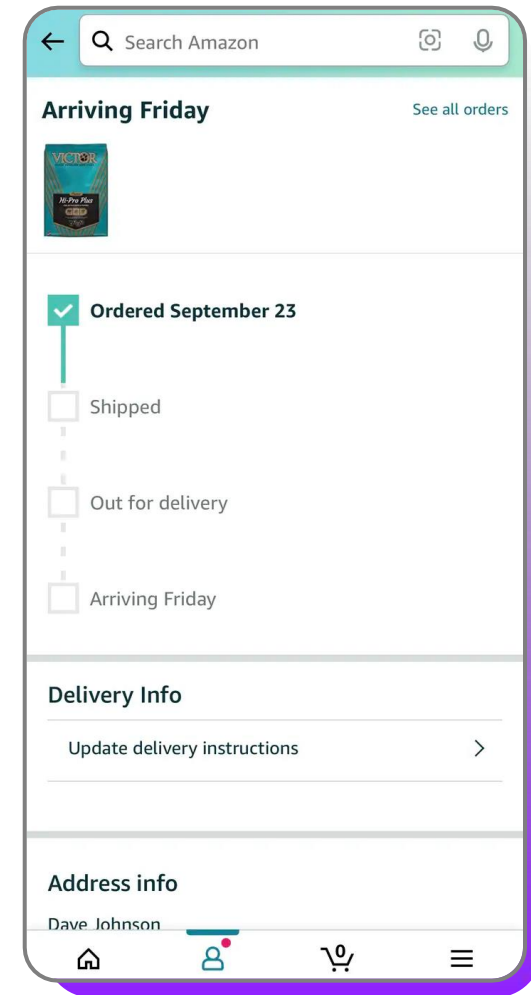 Search Amazon
Arriving Friday
See all orders
VICTOR
Hi-Pro Plus
GOLD
Ordered September 23
Shipped
Out for delivery
Arriving Friday
Delivery Info
Update delivery instructions
Address info
Dave Johnson
0